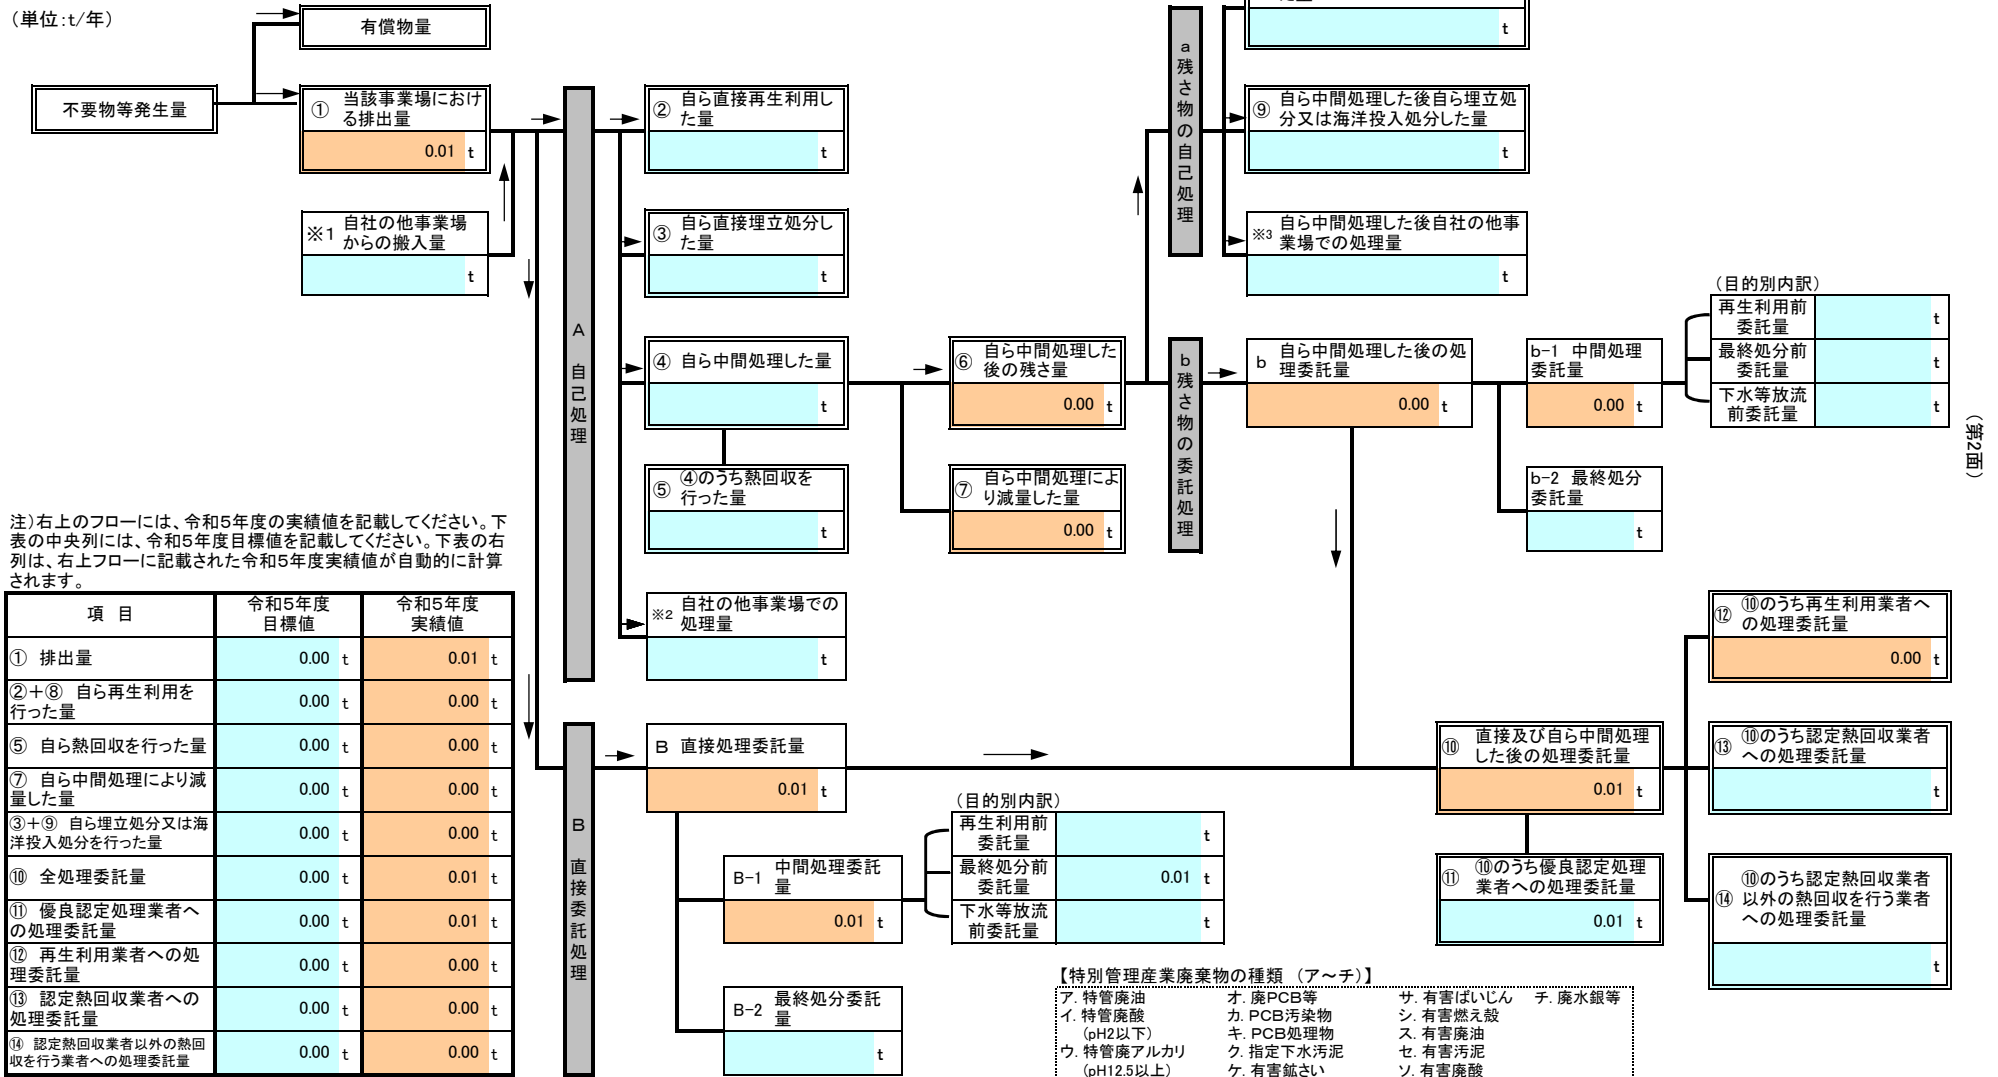 (単位:t/年)
有償物量
不要物等発生量
① 当該事業場におけ
る排出量
0.01 t
※1 自社の他事業場
からの搬入量
t
A 自己処理
② 自ら直接再生利用し
た量
t
③ 自ら直接埋立処分し
た量
t
④ 自ら中間処理した量
t
⑤ ④のうち熱回収を
行った量
t
※2 自社の他事業場での
処理量
t
⑥ 自ら中間処理した
後の残さ量
0.00 t
⑦ 自ら中間処理によ
り減量した量
0.00 t
a 残さ物の自己処理
t
⑨ 自ら中間処理した後自ら埋立処
分又は海洋投入処分した量
t
※3 自ら中間処理した後自社の他事
業場での処理量
t
b 残さ物の委託処理
b 自ら中間処理した後の処
理委託量
0.00 t
b-1 中間処理
委託量
0.00 t
b-2 最終処分
委託量
t
(目的別内訳)
再生利用前
委託量 t
最終処分前
委託量 t
下水等放流
前委託量 t
(第2面)
注)右上のフローには、令和5年度の実績値を記載してください。下
表の中央列には、令和5年度目標値を記載してください。下表の右
列は、右上フローに記載された令和5年度実績値が自動的に計算
されます。
項 目 令和5年度 令和5年度
目標値 実績値
① 排出量 0.00 t 0.01 t
②+⑧ 自ら再生利用を
行った量 0.00 t 0.00 t
⑤ 自ら熱回収を行った量 0.00 t 0.00 t
⑦ 自ら中間処理により減
量した量 0.00 t 0.00 t
③+⑨ 自ら埋立処分又は海
洋投入処分を行った量 0.00 t 0.00 t
⑩ 全処理委託量 0.00 t 0.01 t
⑪ 優良認定処理業者へ
の処理委託量 0.00 t 0.01 t
⑫ 再生利用業者への処
理委託量 0.00 t 0.00 t
⑬ 認定熱回収業者への
処理委託量 0.00 t 0.00 t
⑭ 認定熱回収業者以外の熱回
収を行う業者への処理委託量 0.00 t 0.00 t
B 直接委託処理
B 直接処理委託量
0.01 t
B-1 中間処理委託
量
0.01 t
B-2 最終処分委託
量
t
(目的別内訳)
再生利用前
委託量 t
最終処分前
委託量 0.01 t
下水等放流
前委託量 t
⑩ 直接及び自ら中間処理
した後の処理委託量
0.01 t
⑪ ⑩のうち優良認定処理
業者への処理委託量
0.01 t
⑫ ⑩のうち再生利用業者へ
の処理委託量
0.00 t
⑬ ⑩のうち認定熱回収業者
への処理委託量
t
⑭ ⑩のうち認定熱回収業者
以外の熱回収を行う業者
への処理委託量
t
【特別管理産業廃棄物の種類 (ア~チ)】
ア. 特管廃油 オ. 廃PCB等 サ. 有害ばいじん チ. 廃水銀等
イ. 特管廃酸 カ. PCB汚染物 シ. 有害燃え殻
(pH2以下) キ. PCB処理物 ス. 有害廃油
ウ. 特管廃アルカリ ク. 指定下水汚泥 セ. 有害汚泥
(pH12.5以上) ケ. 有害鉱さい ソ. 有害廃酸